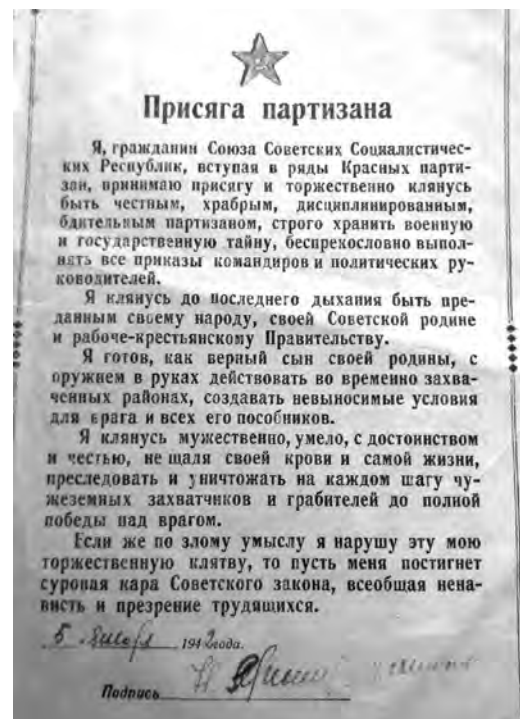 Присяга партизана
Я, гражданин Союза Советских Социалистичес-
ких Республик, вступая в ряды Красных парти-
зан, принимаю присягу и торжественно клянусь
быть честным, храбрым, дисциплинированным,
бдительным партизаном, строго хранить военную
и государственную тайну, беспрекословно выпол-
нять все приказы командиров и политических ру-
ководителей.
Я клянусь до последнего дыхания быть пре-
данным своему народу, своей Советской родине
и рабоче-крестьянскому Правительству.
Я готов, как верный сын своей родины, с
оружием в руках действовать во временно захва-
ченных районах, создавать невыносимые условия
для врага и всех его пособников.
Я клянусь мужественно, умело, с достоинством
и честью, не щадя своей крови и самой жизни,
преследовать и уничтожать на каждом шагу чу-
жеземных захватчиков и грабителей до полной
победы над врагом.
Если же по злому умыслу я нарушу эту мою
торжественную клятву, то пусть меня постигнет
суровая кара Советского закона, всеобщая нена-
висть и презрение трудящихся.
5 1942 года.
Подпись